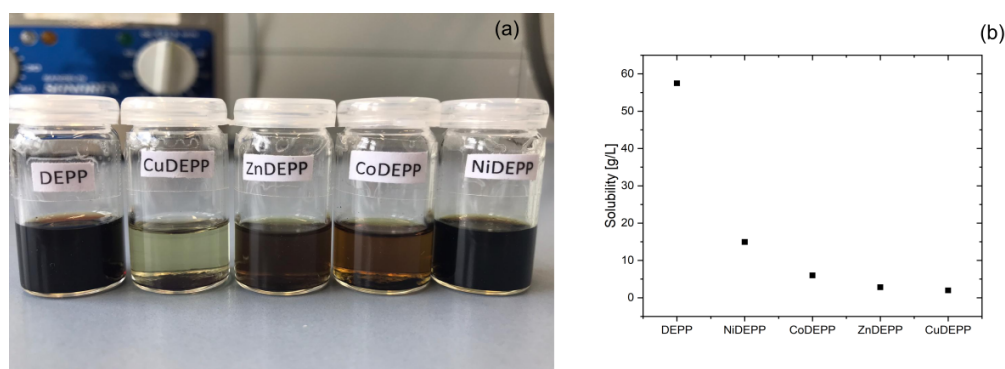 (a)
DEPP
CuDEPP
ZnDEPP
CoDEPP
NiDEPP
(b)
Solubility [g/L]
60
50
40
30
20
10
0
DEPP
NiDEPP
CoDEPP
ZnDEPP
CuDEPP